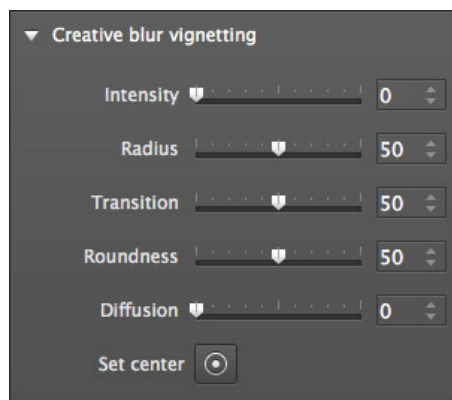 Creative blur vignetting
Intensity 0
Radius 50
Transition 50
Roundness 50
Diffusion 0
Set center